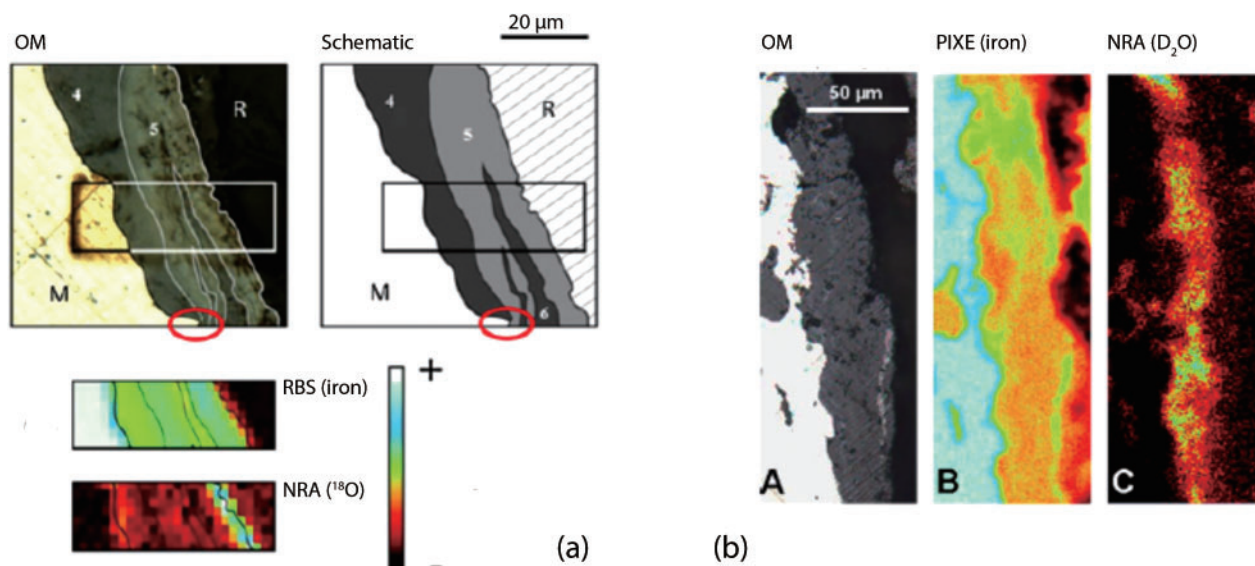 20 µm
OM
Schematic
4
5
R
M
4
5
R
M
6
+
RBS (iron)
NRA (¹⁸O)
(a)
OM
PIXE (iron)
NRA (D₂O)
50 µm
A
B
C
(b)